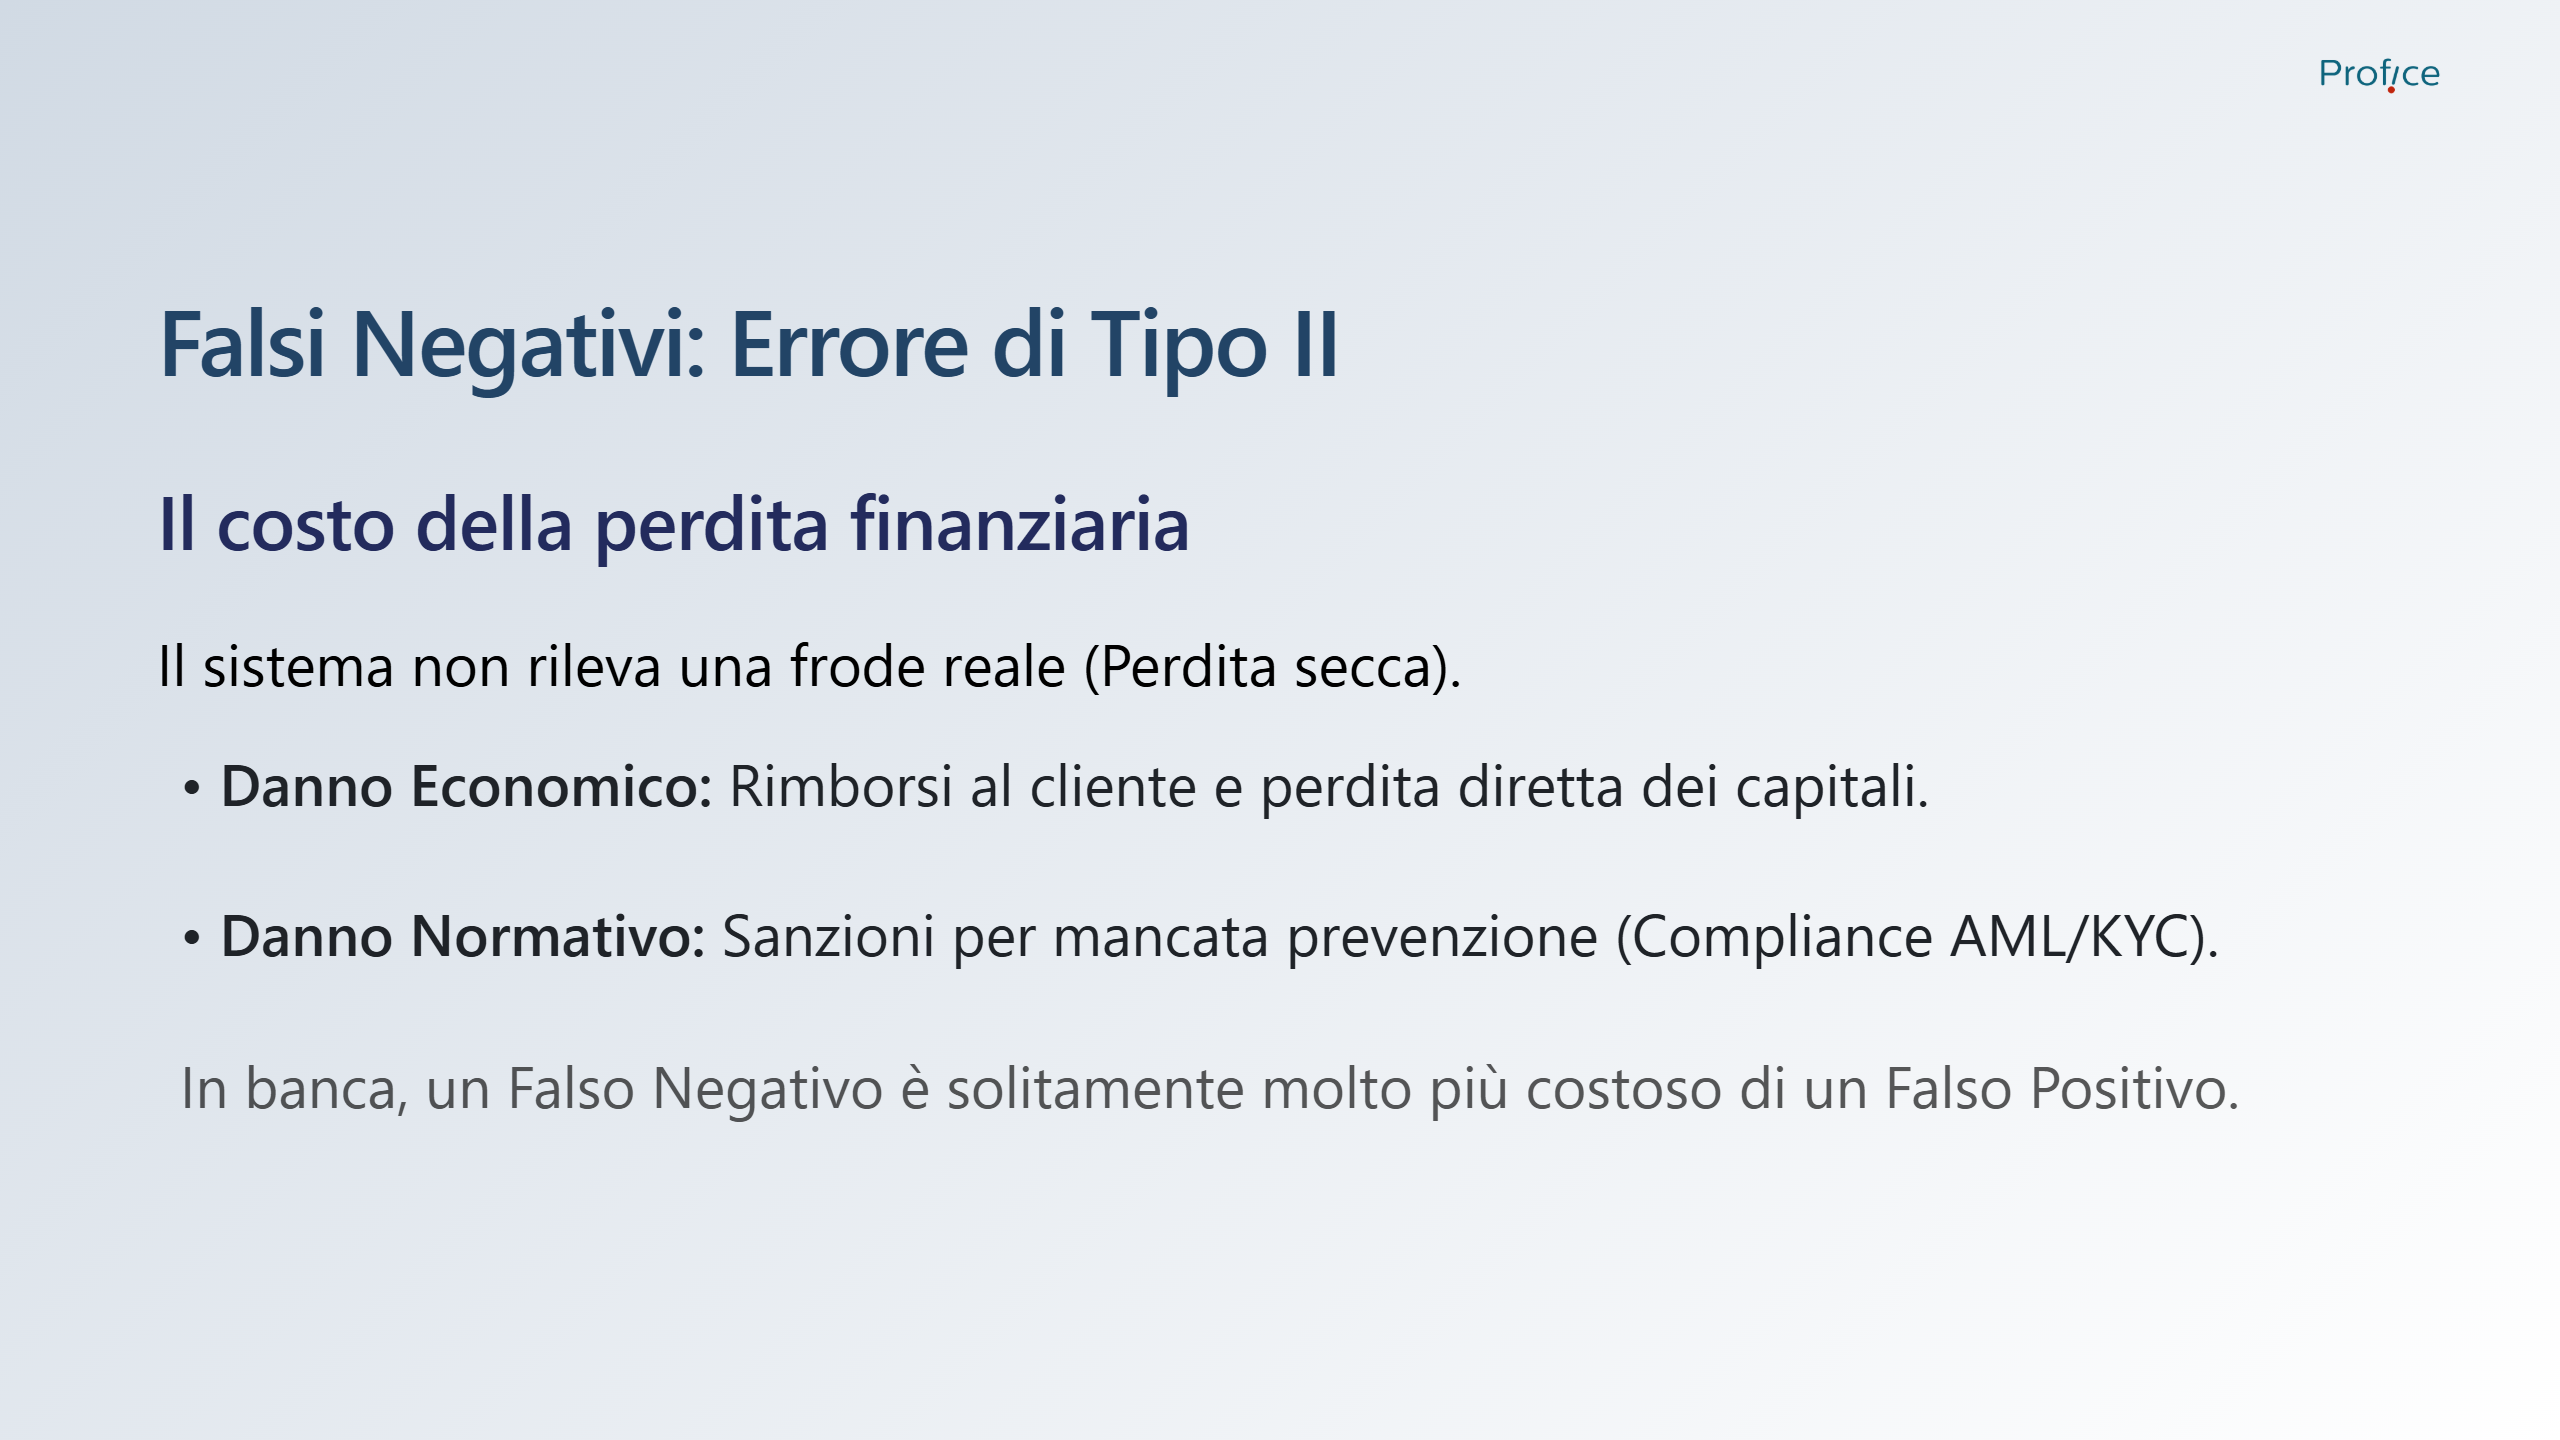 Profice
Falsi Negativi: Errore di Tipo II
Il costo della perdita finanziaria
Il sistema non rileva una frode reale (Perdita secca).
• Danno Economico: Rimborsi al cliente e perdita diretta dei capitali.
• Danno Normativo: Sanzioni per mancata prevenzione (Compliance AML/KYC).
In banca, un Falso Negativo è solitamente molto più costoso di un Falso Positivo.